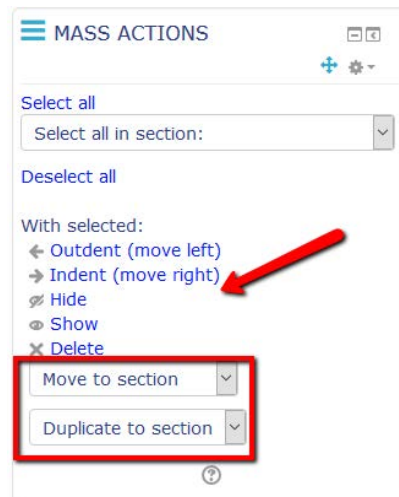 MASS ACTIONS
Select all
Select all in section:
Deselect all
With selected:
Outdent (move left)
Indent (move right)
Hide
Show
Delete
Move to section
Duplicate to section
?